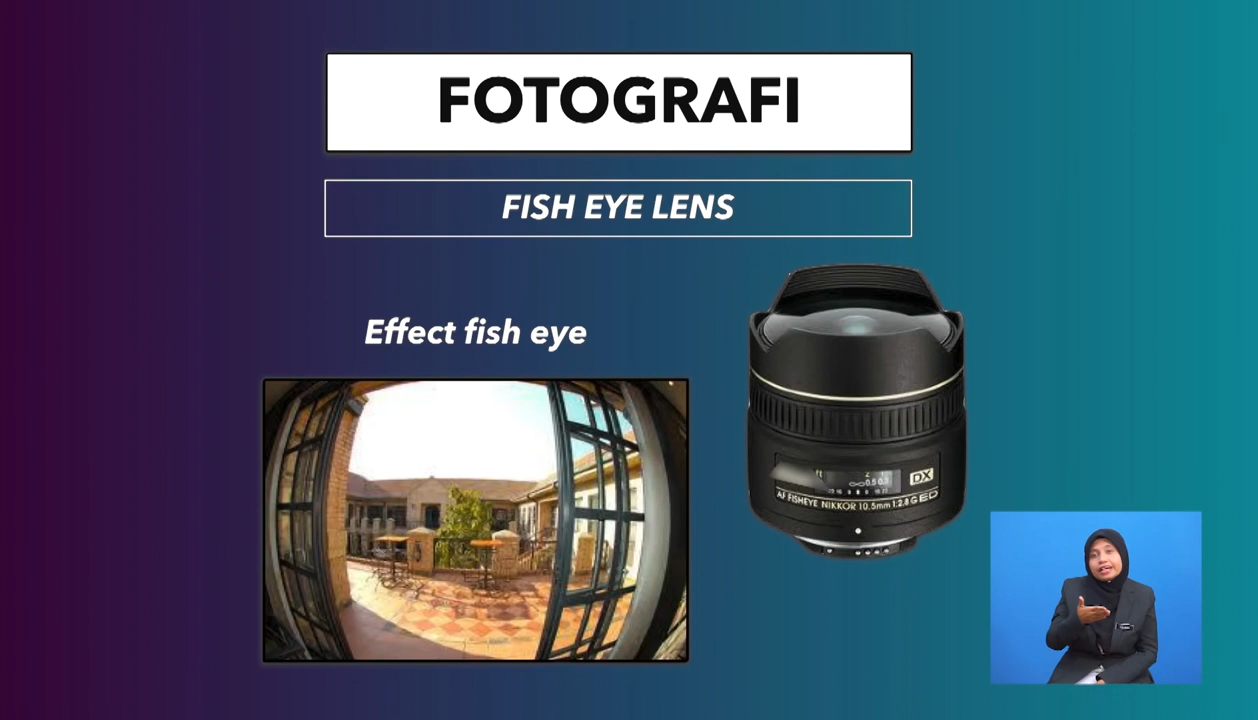 FOTOGRAFI
FISH EYE LENS
Effect fish eye
DX
AF FISHEYE NIKKOR 10.5mm 1:2.8 G ED